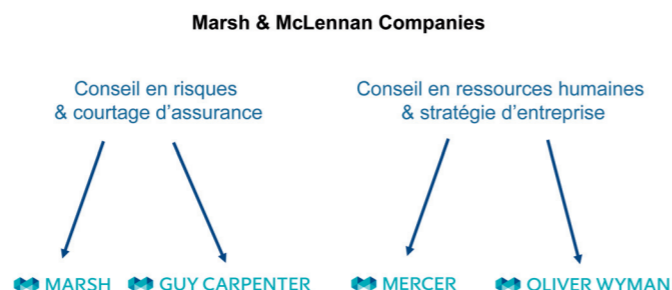 Marsh & McLennan Companies
Conseil en risques
& courtage d'assurance
Conseil en ressources humaines
& stratégie d'entreprise
MARSH GUY CARPENTER MERCER OLIVER WYMAN